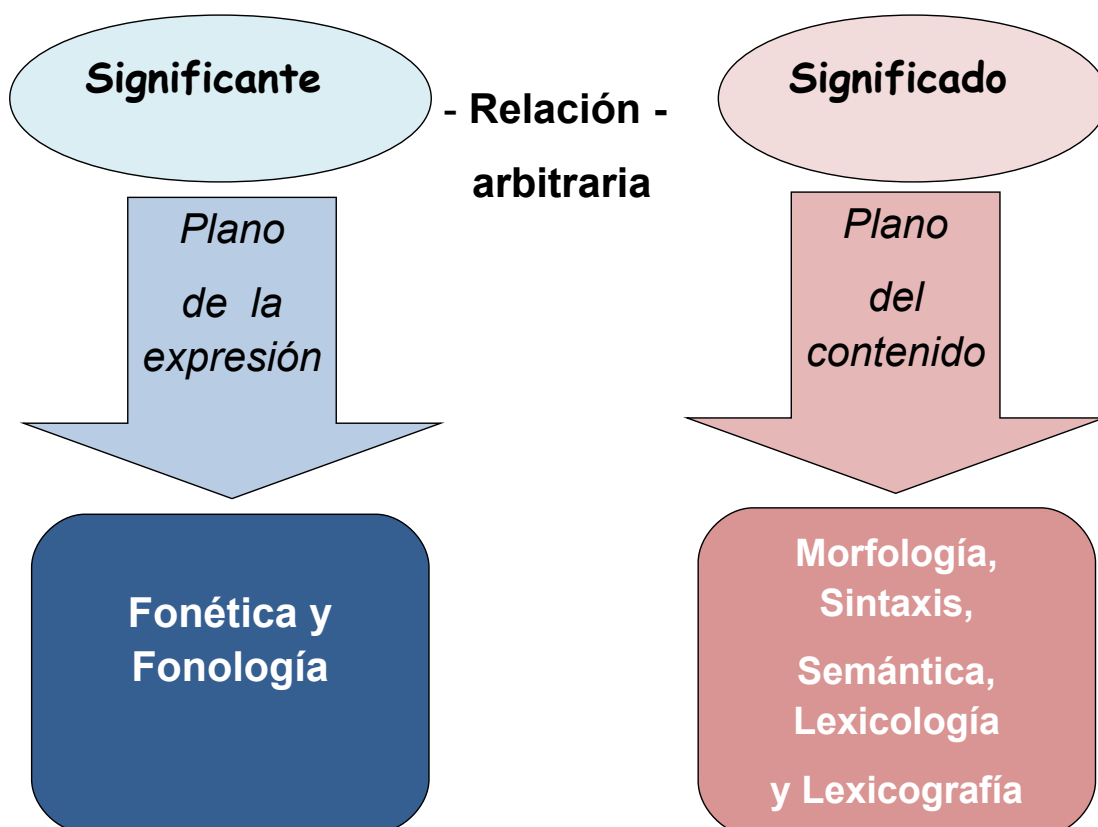 Significante
- Relación -
arbitraria
Significado
Plano
de la
expresión
Plano
del
contenido
Fonética y
Fonología
Morfología,
Sintaxis,
Semántica,
Lexicología
y Lexicografía